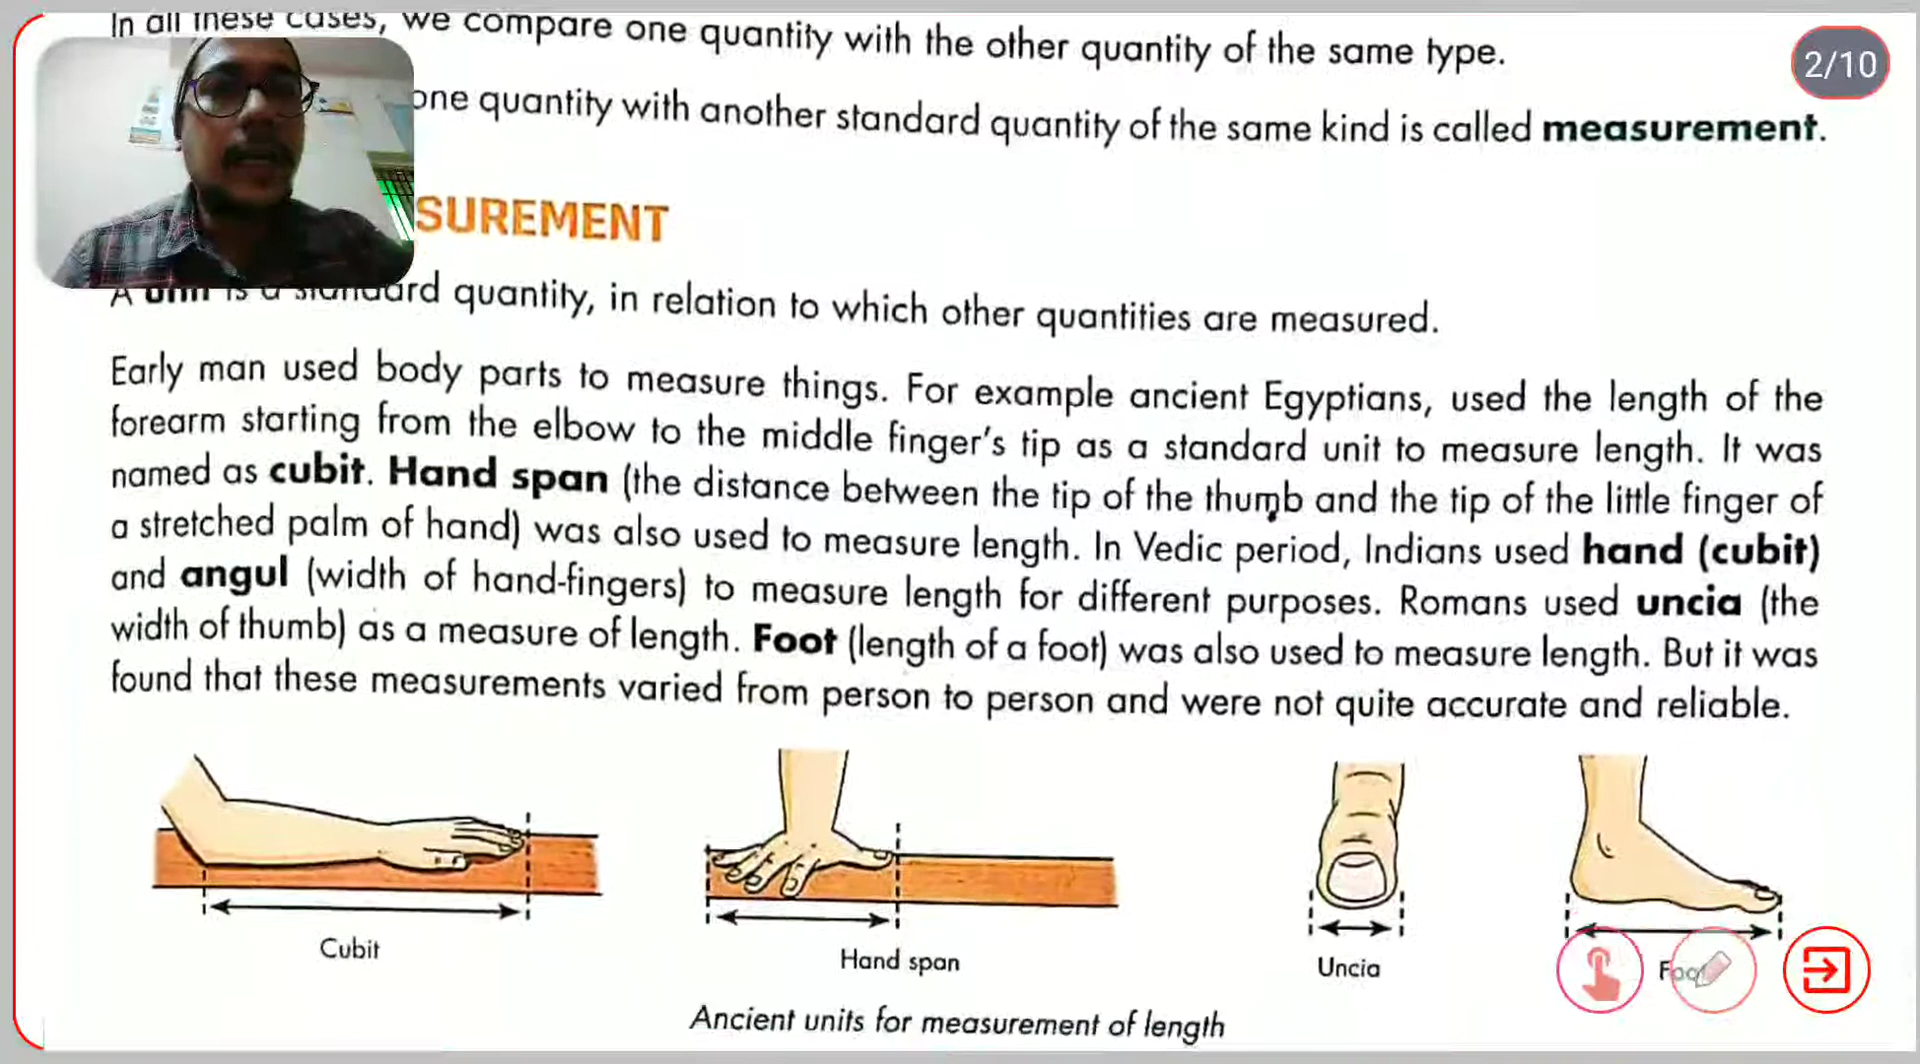 In all these cases, we compare one quantity with the other quantity of the same type.
2/10
one quantity with another standard quantity of the same kind is called measurement.
SUREMENT
A unit is a standard quantity, in relation to which other quantities are measured.
Early man used body parts to measure things. For example ancient Egyptians, used the length of the
forearm starting from the elbow to the middle finger's tip as a standard unit to measure length. It was
named as cubit. Hand span (the distance between the tip of the thumb and the tip of the little finger of
a stretched palm of hand) was also used to measure length. In Vedic period, Indians used hand (cubit)
and angul (width of hand-fingers) to measure length for different purposes. Romans used uncia (the
width of thumb) as a measure of length. Foot (length of a foot) was also used to measure length. But it was
found that these measurements varied from person to person and were not quite accurate and reliable.
Cubit
Hand span
Uncia
Foot
Ancient units for measurement of length